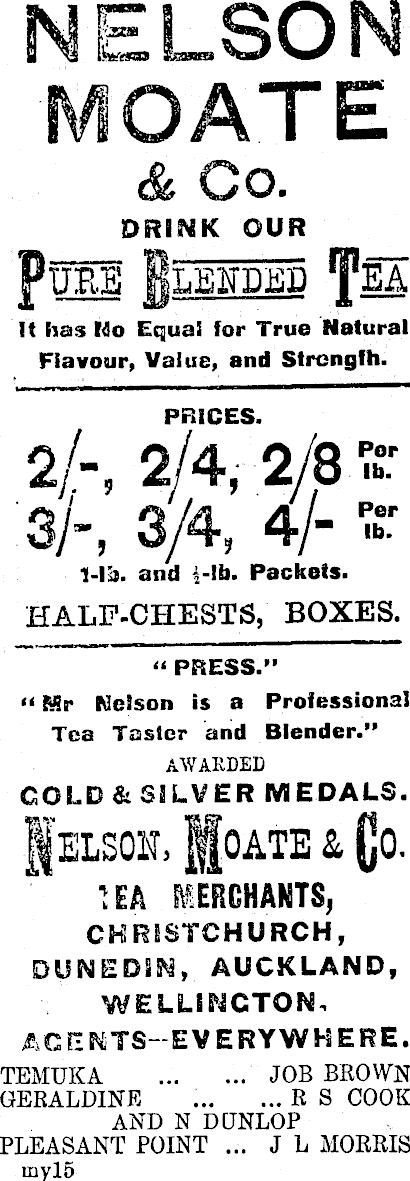 NELSON
MOATE
& Co.
DRINK OUR
PURE BLENDED TEA
It has No Equal for True Natural
Flavour, Value, and Strength.
PRICES.
2/-, 2/4, 2/8 Per lb.
3/-, 3/4, 4/- Per lb.
1-lb. and ½-lb. Packets.
HALF-CHESTS, BOXES.
"PRESS."
"Mr Nelson is a Professional
Tea Taster and Blender."
AWARDED
GOLD & SILVER MEDALS.
NELSON, MOATE & CO.
TEA MERCHANTS,
CHRISTCHURCH,
DUNEDIN, AUCKLAND,
WELLINGTON,
AGENTS--EVERYWHERE.
TEMUKA ... ... JOB BROWN
GERALDINE ... ... R S COOK
AND N DUNLOP
PLEASANT POINT ... J L MORRIS
my15